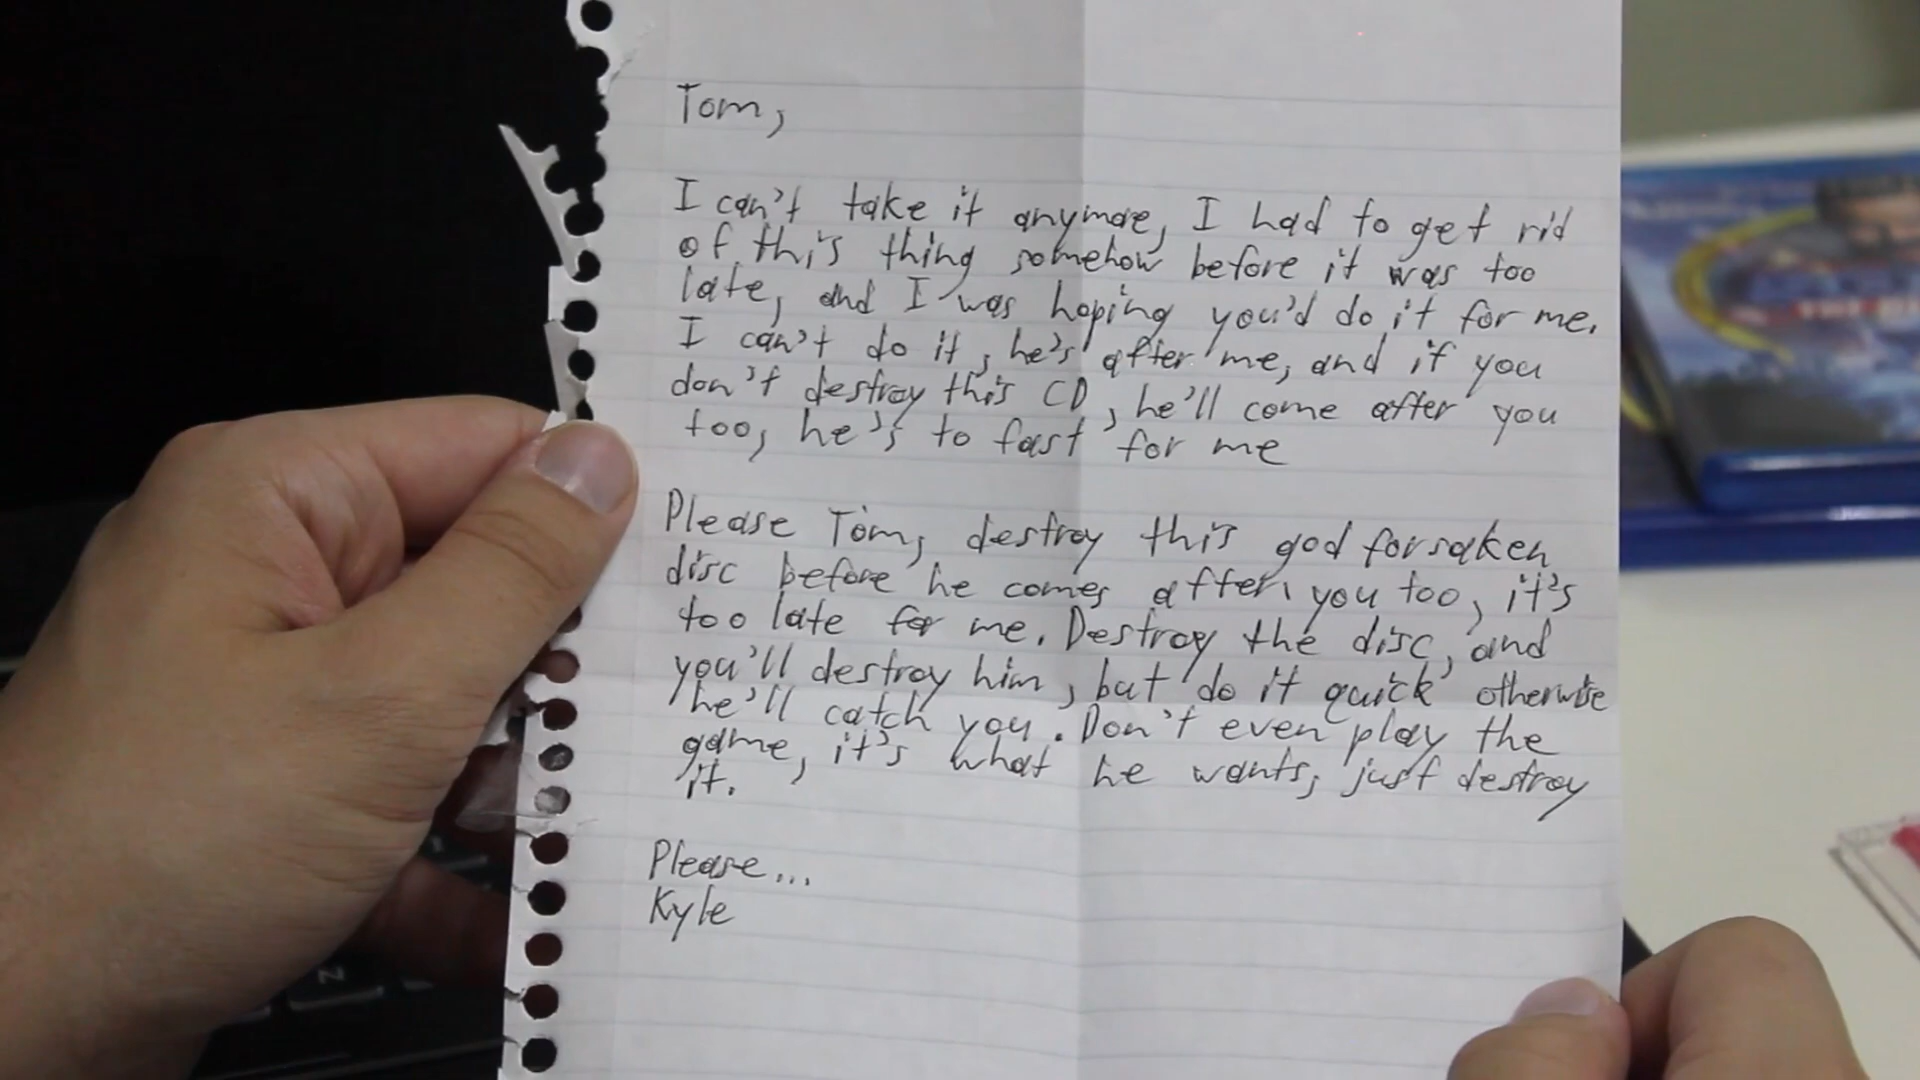 Tom,
I can't take it anymore, I had to get rid
of this thing somehow before it was too
late, and I was hoping you'd do it for me.
I can't do it, he's after me, and if you
don't destroy this CD, he'll come after you
too, he's to fast for me
Please Tom, destroy this god forsaken
disc before he comes after you too, it's
too late for me. Destroy the disc, and
you'll destroy him, but do it quick otherwise
he'll catch you. Don't even play the
game, it's what he wants, just destroy
it.
Please...
Kyle